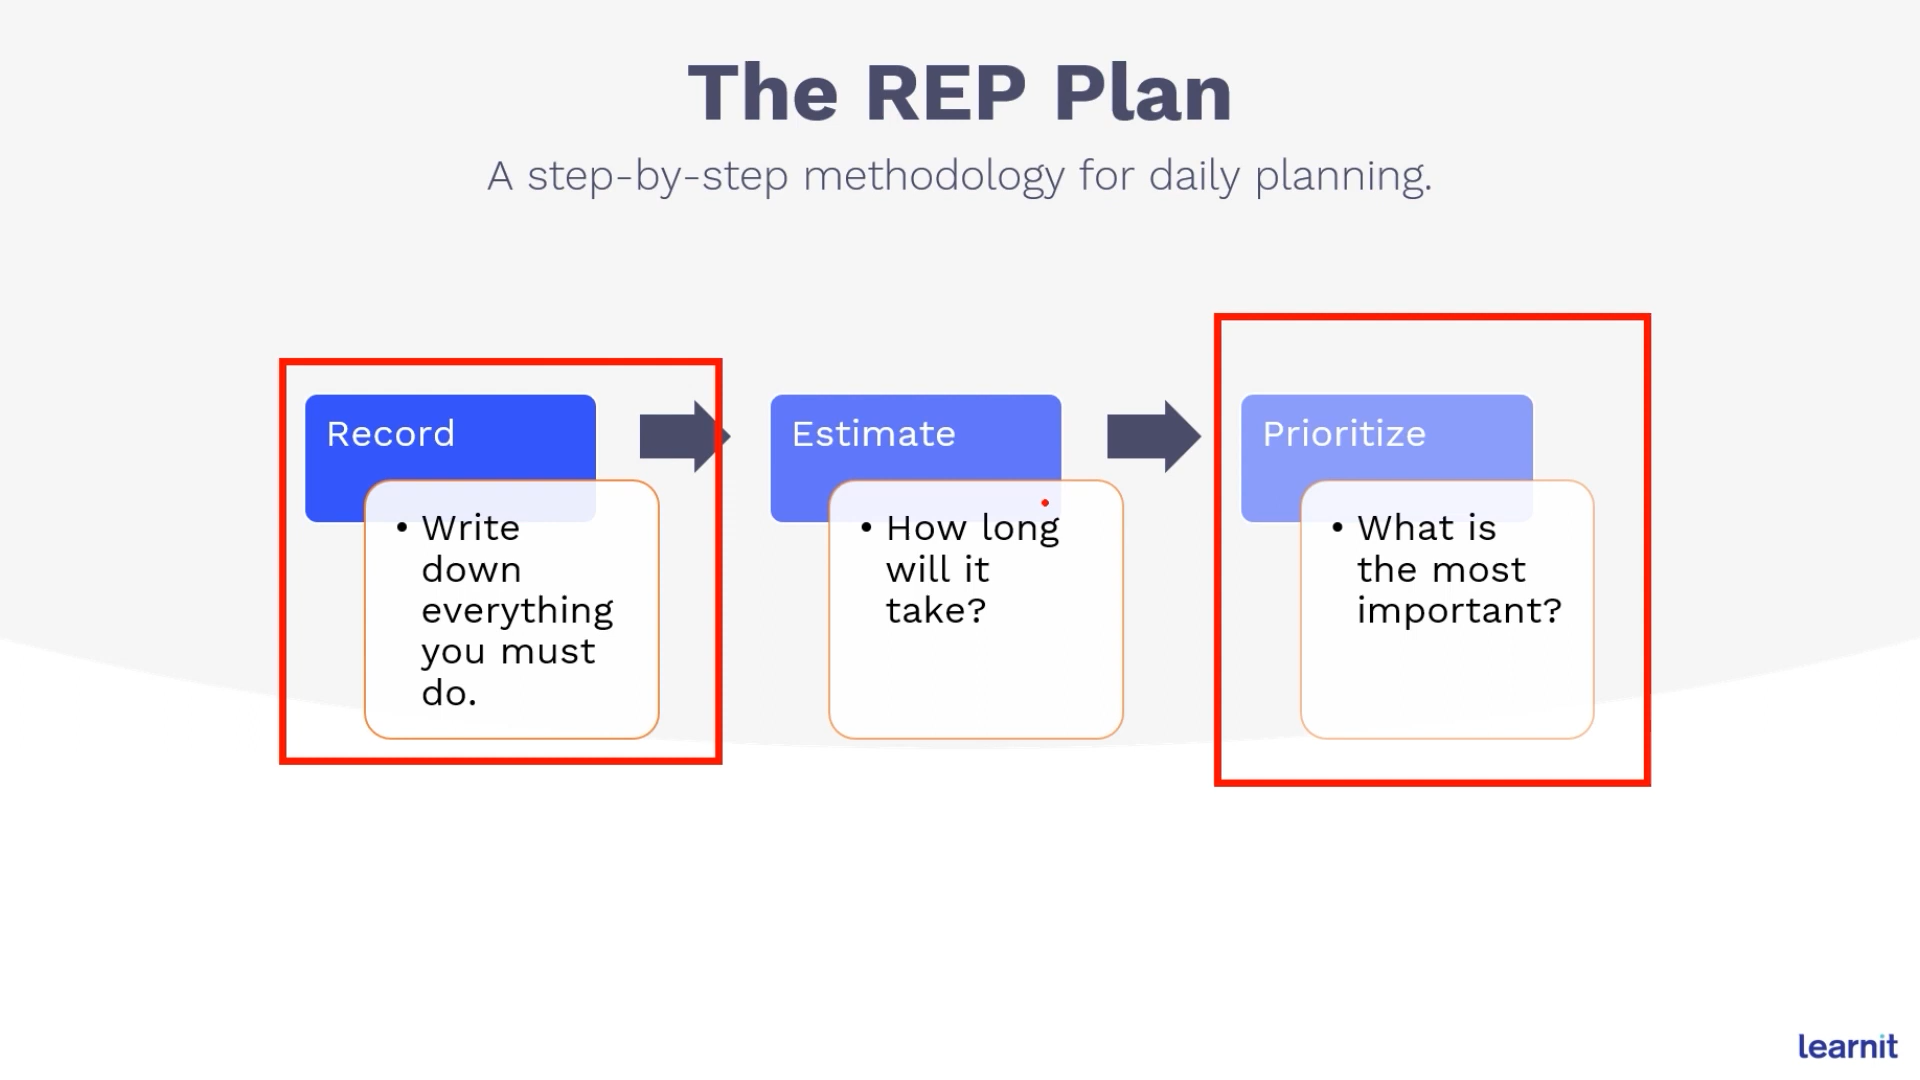 The REP Plan
A step-by-step methodology for daily planning.
Record
• Write
down
everything
you must
do.
Estimate
• How long
will it
take?
Prioritize
• What is
the most
important?
learnit